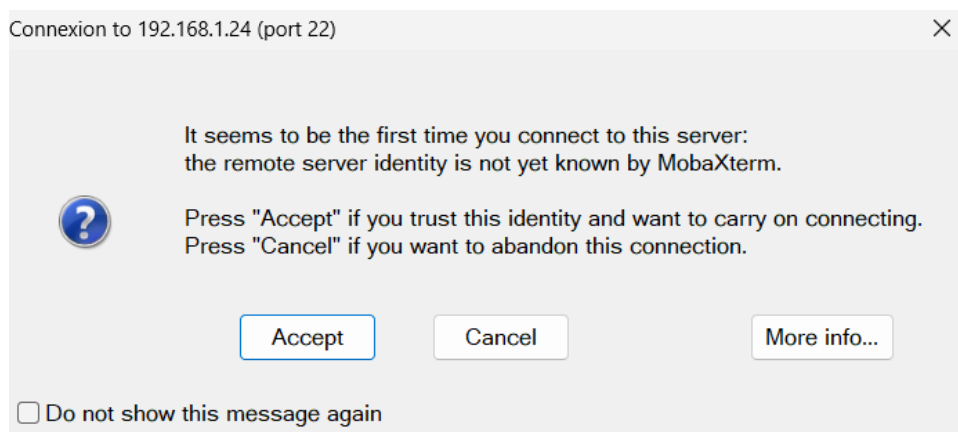 Connexion to 192.168.1.24 (port 22)
It seems to be the first time you connect to this server:
the remote server identity is not yet known by MobaXterm.
Press "Accept" if you trust this identity and want to carry on connecting.
Press "Cancel" if you want to abandon this connection.
Accept Cancel More info...
Do not show this message again